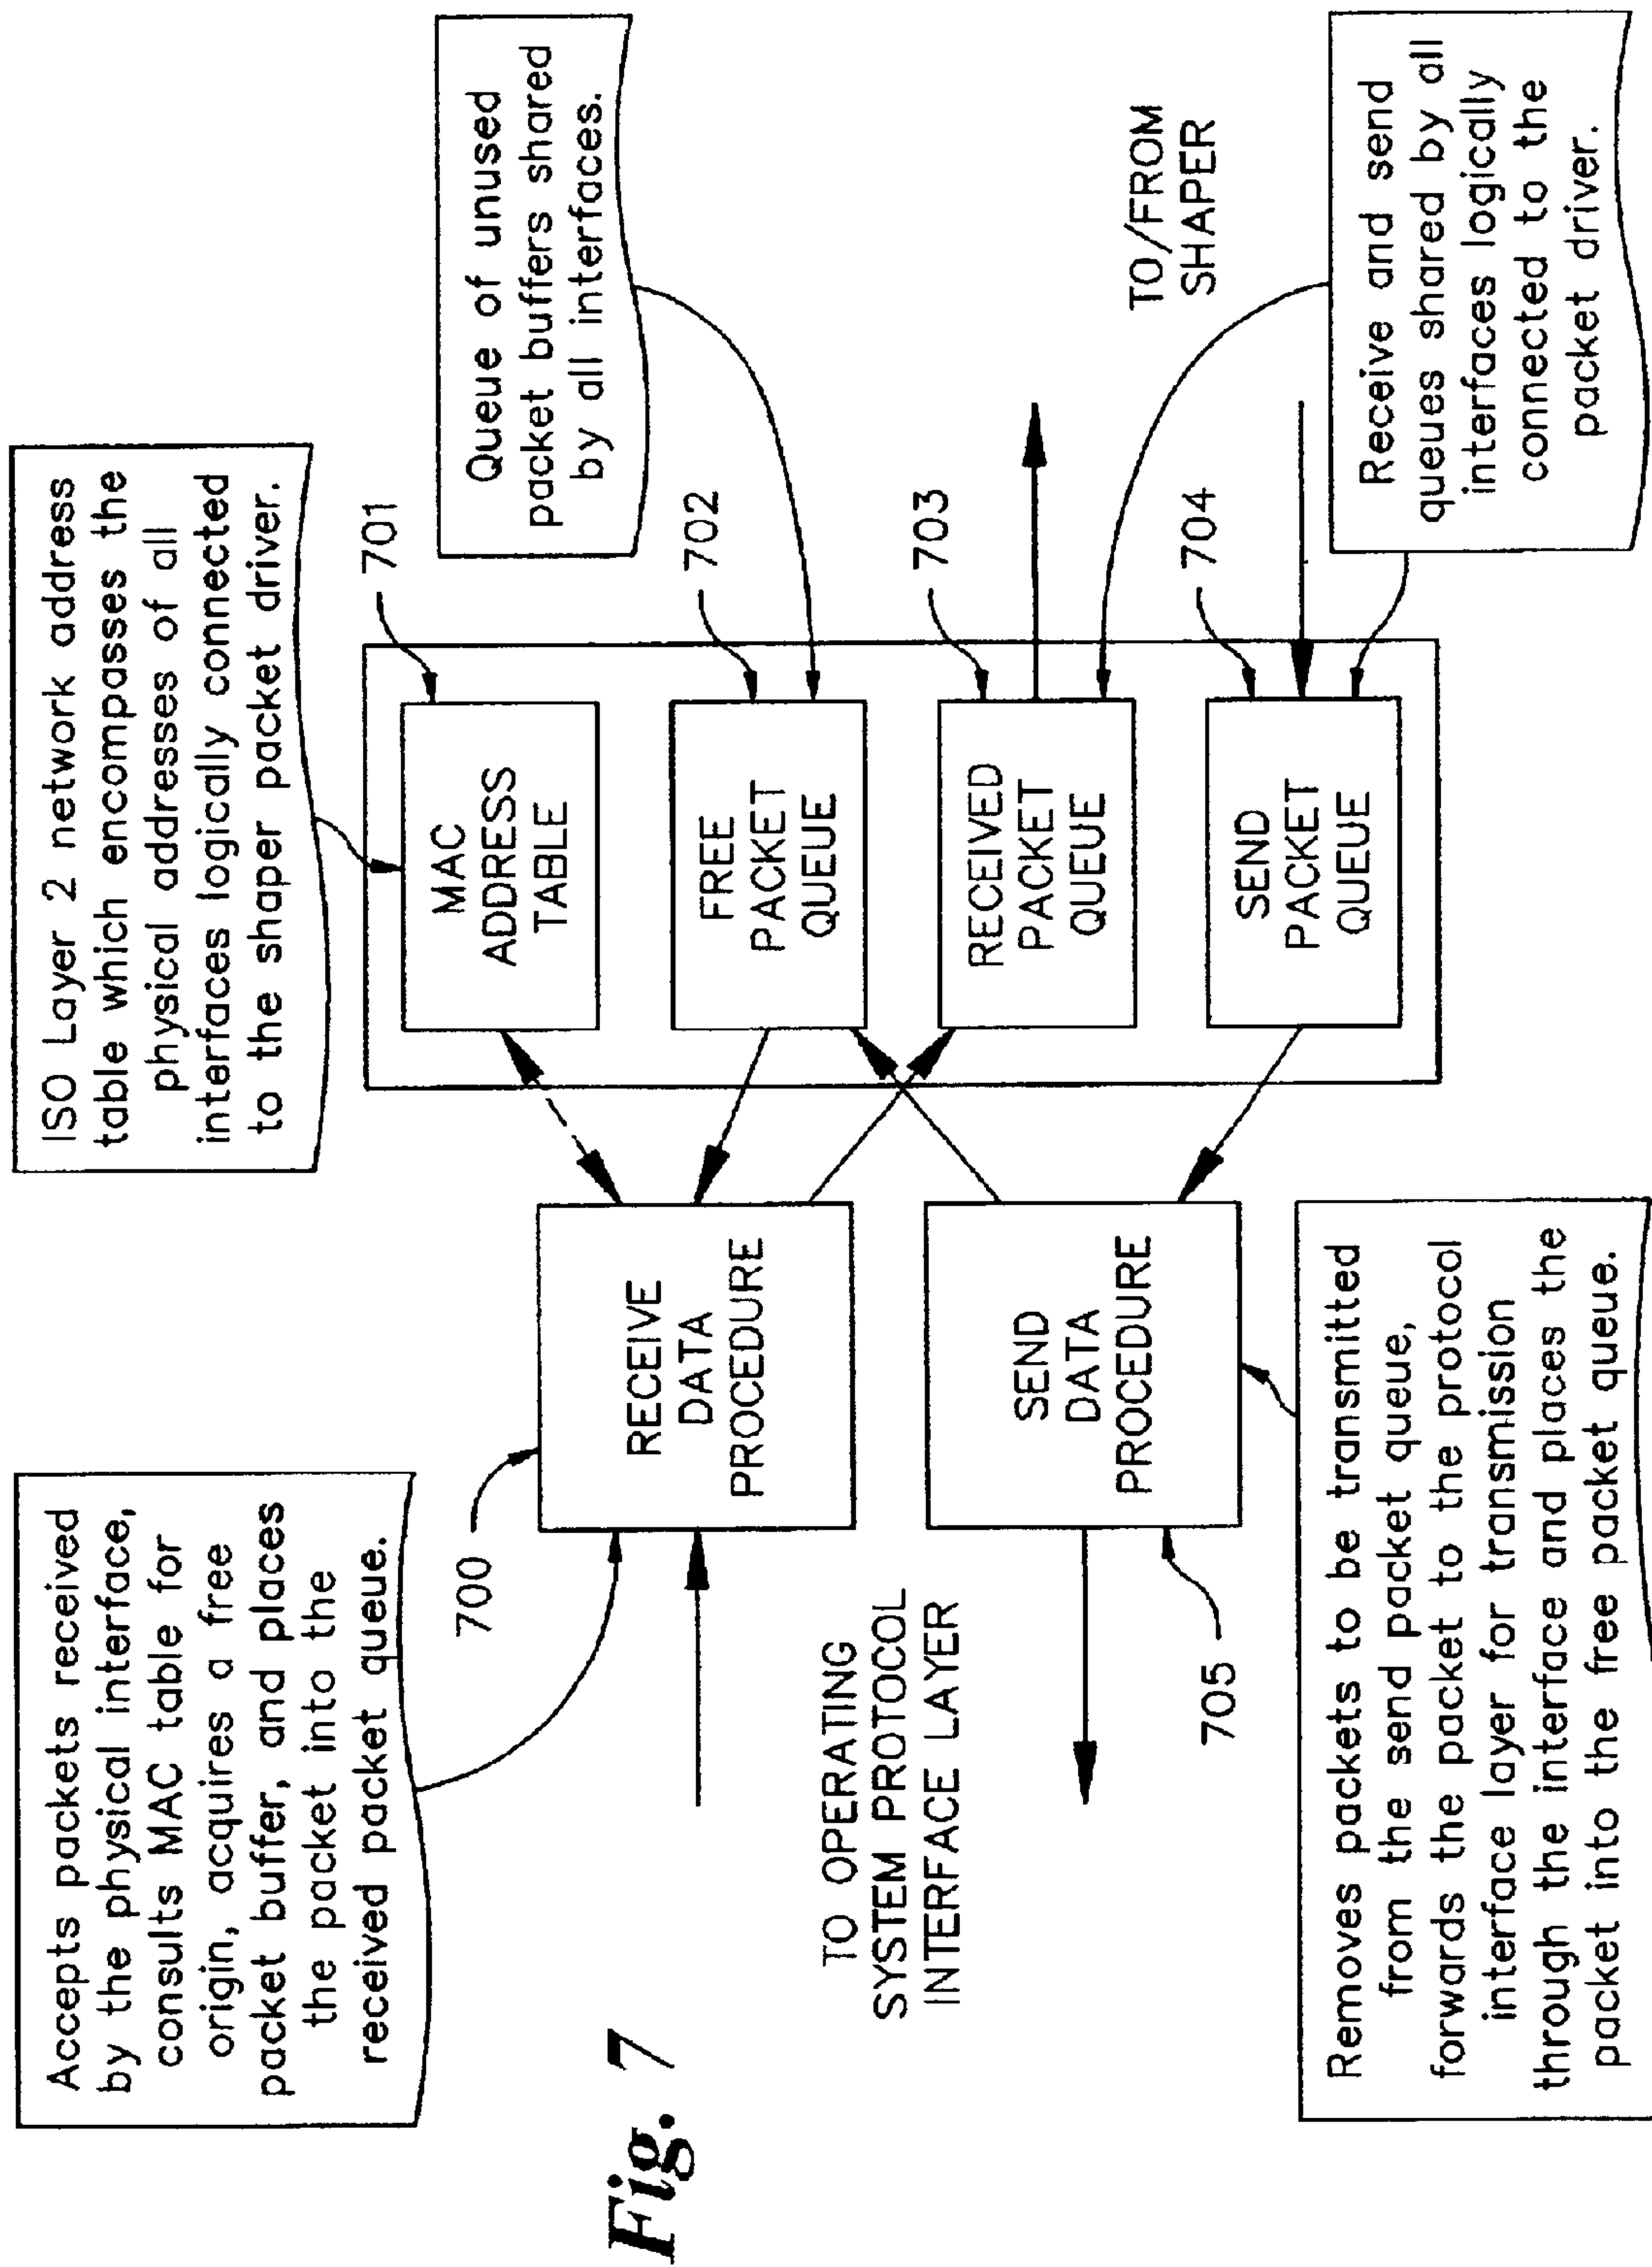 Fig. 7
Accepts packets received
by the physical interface,
consults MAC table for
origin, acquires a free
packet buffer, and places
the packet into the
received packet queue.
ISO Layer 2 network address
table which encompasses the
physical addresses of all
interfaces logically connected
to the shaper packet driver.
Queue of unused
packet buffers shared
by all interfaces.
700
RECEIVE
DATA
PROCEDURE
701
MAC
ADDRESS
TABLE
702
FREE
PACKET
QUEUE
703
RECEIVED
PACKET
QUEUE
704
SEND
PACKET
QUEUE
TO/FROM
SHAPER
TO OPERATING
SYSTEM PROTOCOL
INTERFACE LAYER
SEND
DATA
PROCEDURE
705
Removes packets to be transmitted
from the send packet queue,
forwards the packet to the protocol
interface layer for transmission
through the interface and places the
packet into the free packet queue.
Receive and send
queues shared by all
interfaces logically
connected to the
packet driver.